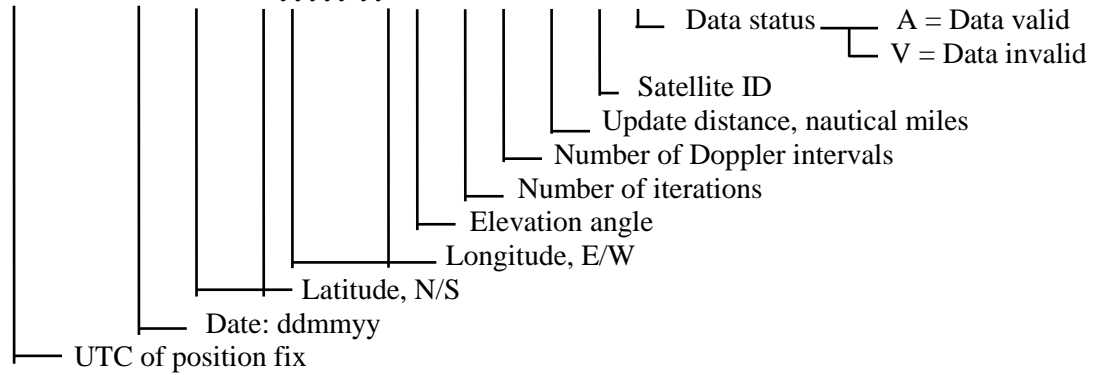 Data status A = Data valid
V = Data invalid
Satellite ID
Update distance, nautical miles
Number of Doppler intervals
Number of iterations
Elevation angle
Longitude, E/W
Latitude, N/S
Date: ddmmyy
UTC of position fix